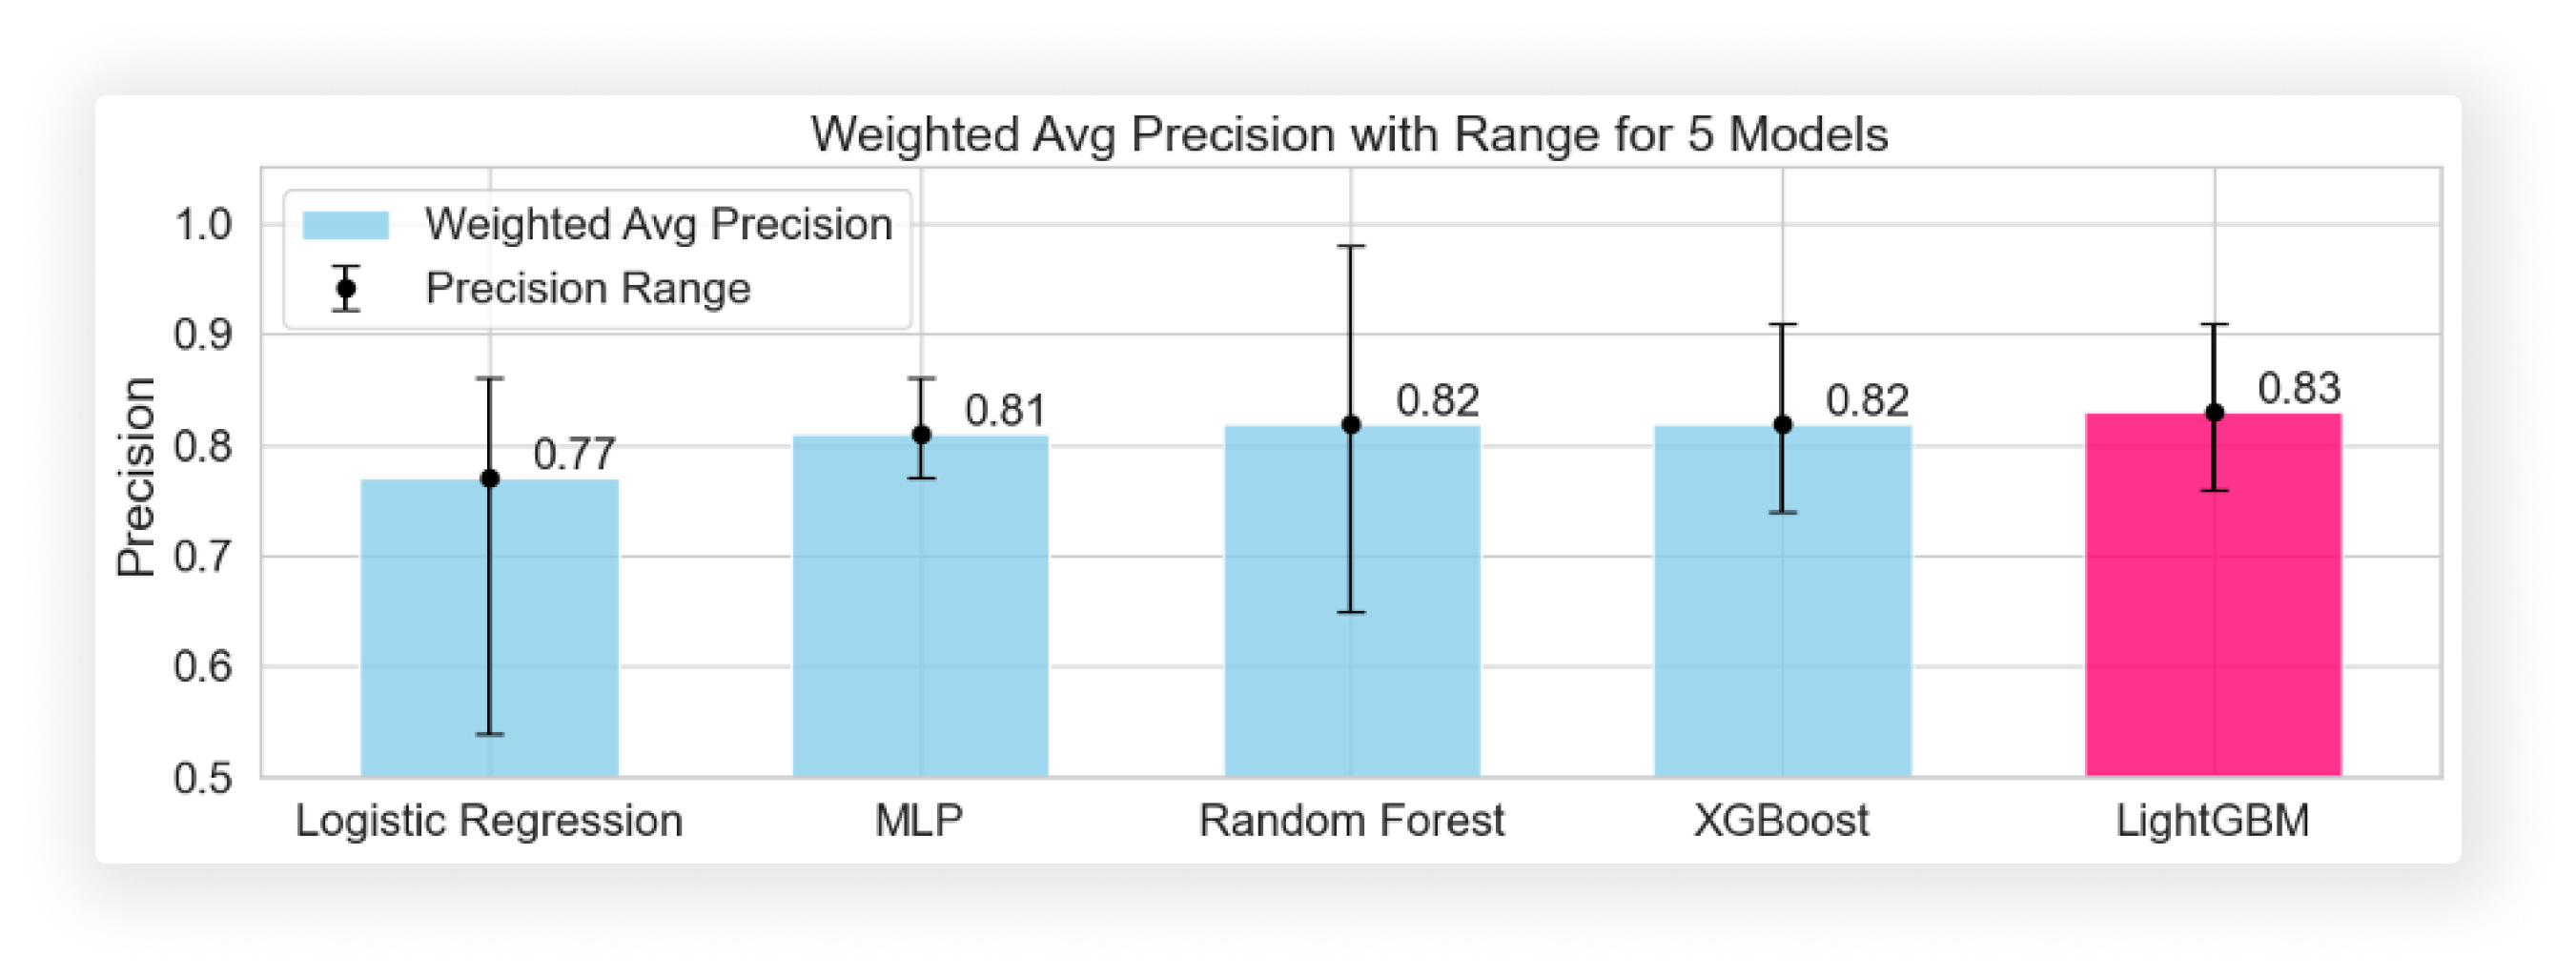 Weighted Avg Precision with Range for 5 Models
Weighted Avg Precision
Precision Range
Precision
1.0
0.9
0.8
0.7
0.6
0.5
0.77
0.81
0.82
0.82
0.83
Logistic Regression
MLP
Random Forest
XGBoost
LightGBM